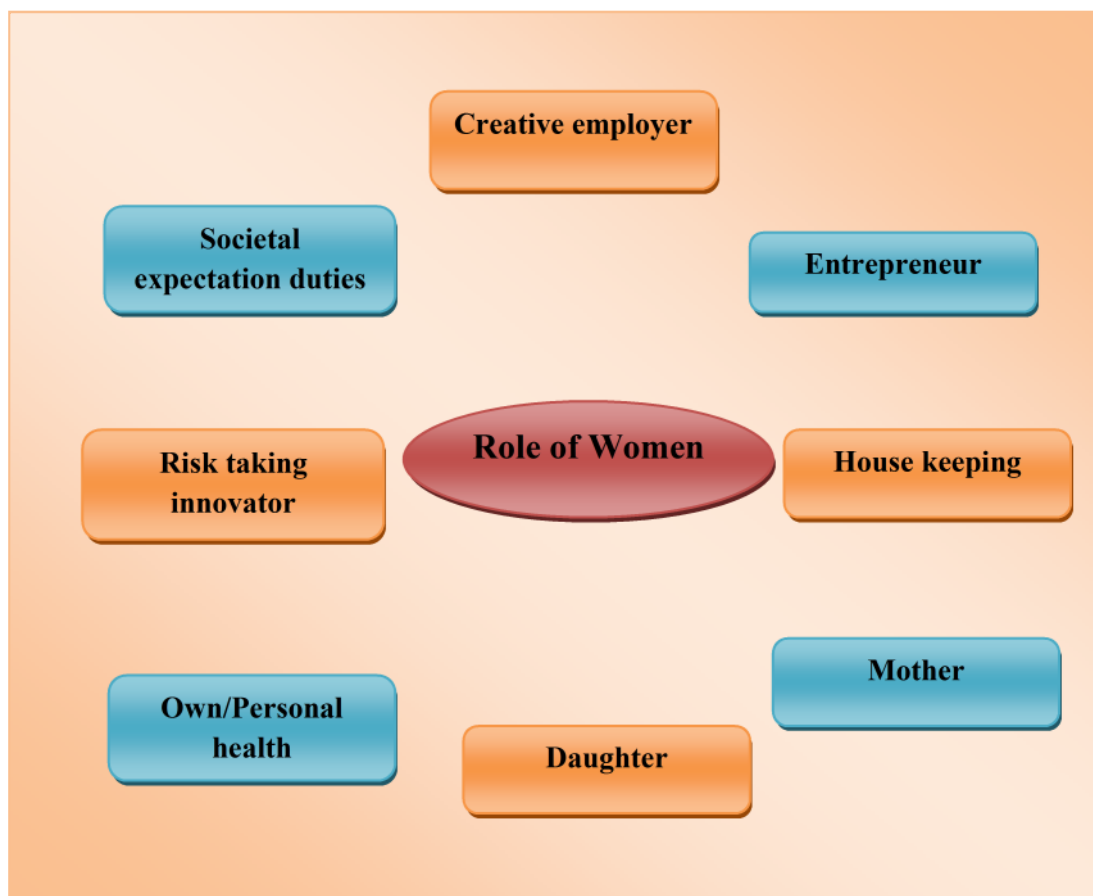 Creative employer
Societal
expectation duties
Entrepreneur
Role of Women
Risk taking
innovator
House keeping
Mother
Own/Personal
health
Daughter